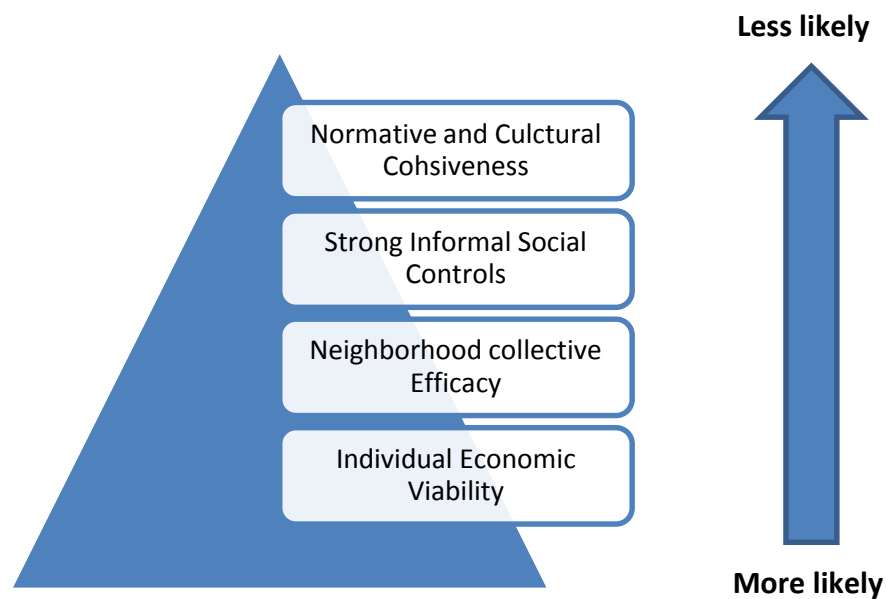 Less likely
Normative and Culctural
Cohsiveness
Strong Informal Social
Controls
Neighborhood collective
Efficacy
Individual Economic
Viability
More likely